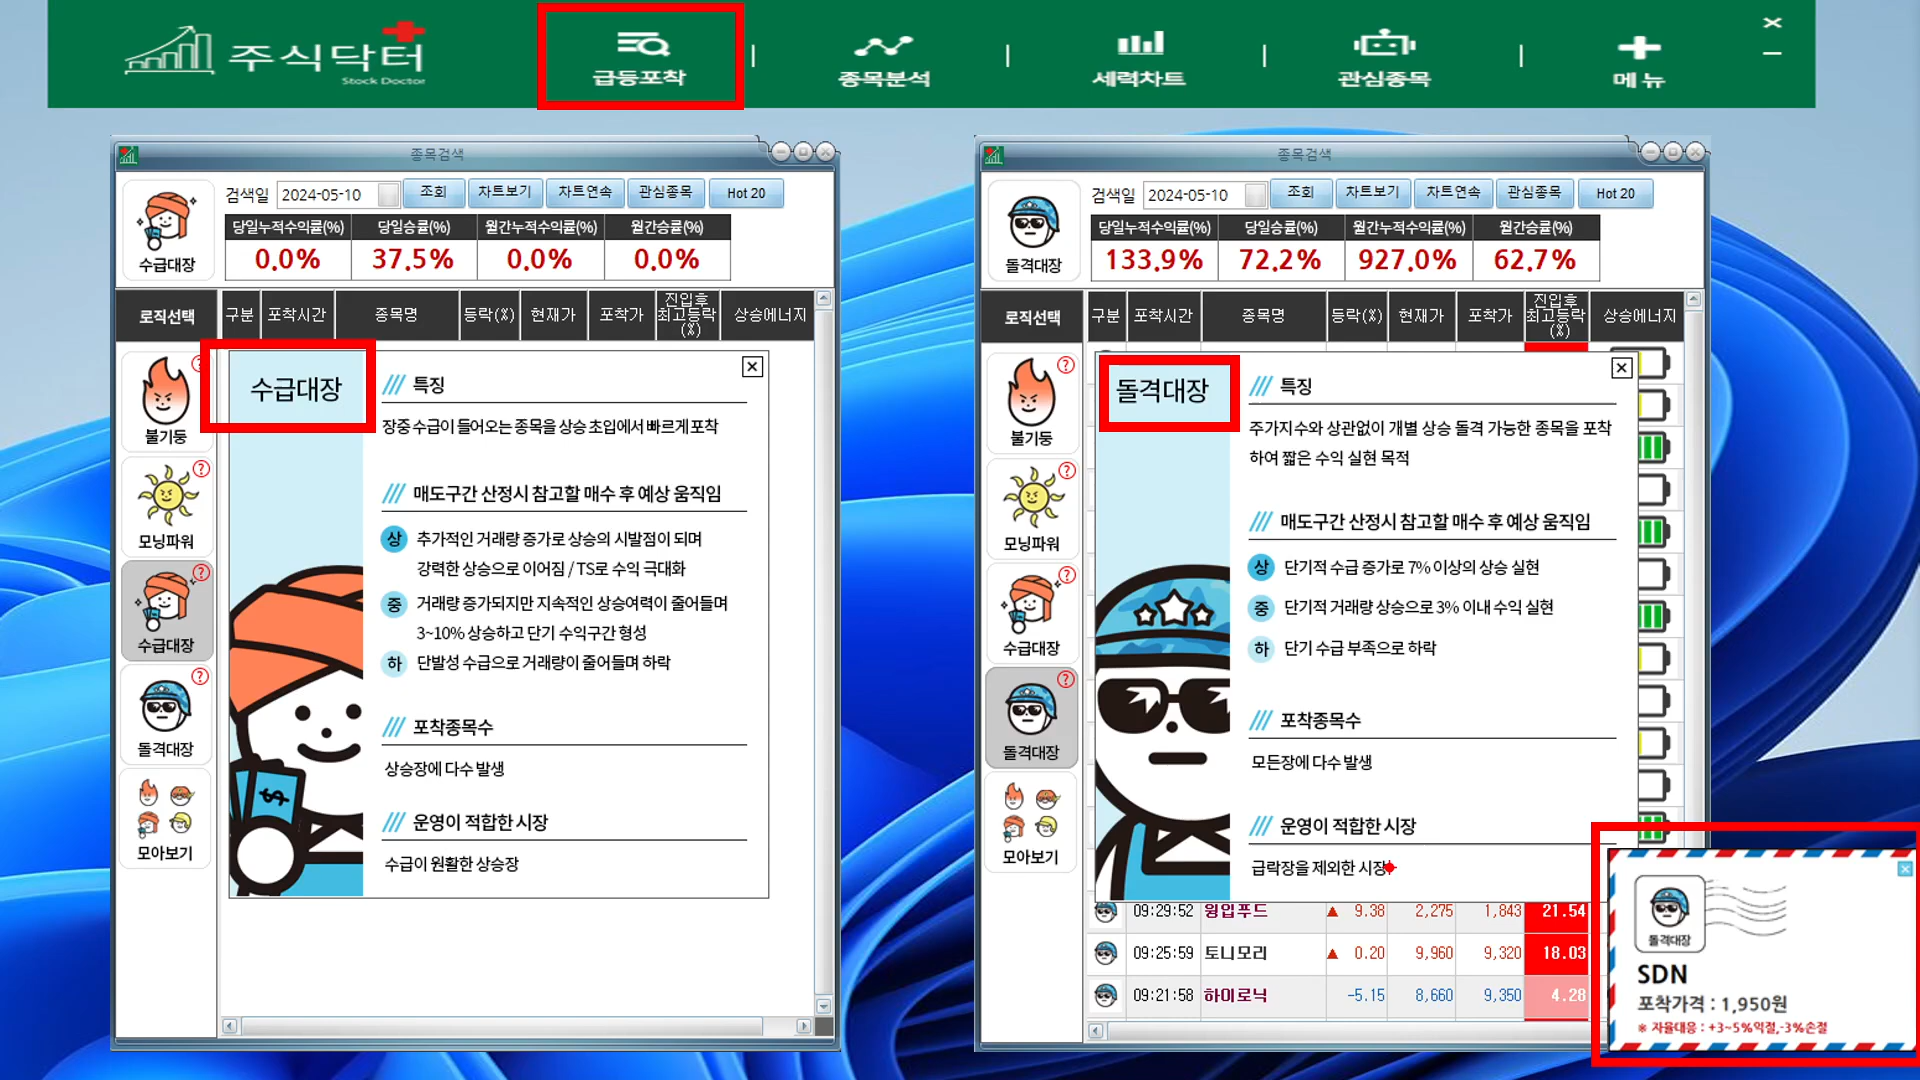 주식닥터
Stock Doctor
급등포착
종목분석
세력차트
관심종목
메뉴
종목검색
수급대장
검색일 2024-05-10 조회 차트보기 차트연속 관심종목 Hot 20
당일누적수익률(%) 당일승률(%) 월간누적수익률(%) 월간승률(%)
0.0% 37.5% 0.0% 0.0%
로직선택 구분 포착시간 종목명 등락(%) 현재가 포착가 진입후 최고등락 (%) 상승에너지
불기둥
모닝파워
수급대장
돌격대장
모아보기
수급대장
/// 특징
장중 수급이 들어오는 종목을 상승 초입에서 빠르게 포착
/// 매도구간 산정시 참고할 매수 후 예상 움직임
상 추가적인 거래량 증가로 상승의 시발점이 되며
강력한 상승으로 이어짐 / TS로 수익 극대화
중 거래량 증가되지만 지속적인 상승여력이 줄어들며
3~10% 상승하고 단기 수익구간 형성
하 단발성 수급으로 거래량이 줄어들며 하락
/// 포착종목수
상승장에 다수 발생
/// 운영이 적합한 시장
수급이 원활한 상승장
종목검색
돌격대장
검색일 2024-05-10 조회 차트보기 차트연속 관심종목 Hot 20
당일누적수익률(%) 당일승률(%) 월간누적수익률(%) 월간승률(%)
133.9% 72.2% 927.0% 62.7%
로직선택 구분 포착시간 종목명 등락(%) 현재가 포착가 진입후 최고등락 (%) 상승에너지
불기둥
모닝파워
수급대장
돌격대장
모아보기
돌격대장
/// 특징
주가지수와 상관없이 개별 상승 돌격 가능한 종목을 포착
하여 짧은 수익 실현 목적
/// 매도구간 산정시 참고할 매수 후 예상 움직임
상 단기적 수급 증가로 7% 이상의 상승 실현
중 단기적 거래량 상승으로 3% 이내 수익 실현
하 단기 수급 부족으로 하락
/// 포착종목수
모든장에 다수 발생
/// 운영이 적합한 시장
급락장을 제외한 시장
09:29:52 윙입푸드 ▲ 9.38 2,275 1,843 21.54
09:25:59 토니모리 ▲ 0.20 9,960 9,320 18.03
09:21:58 하이로닉 -5.15 8,660 9,350 4.28
돌격대장
SDN
포착가격 : 1,950원
※ 자율대응 : +3~5%익절,-3%손절